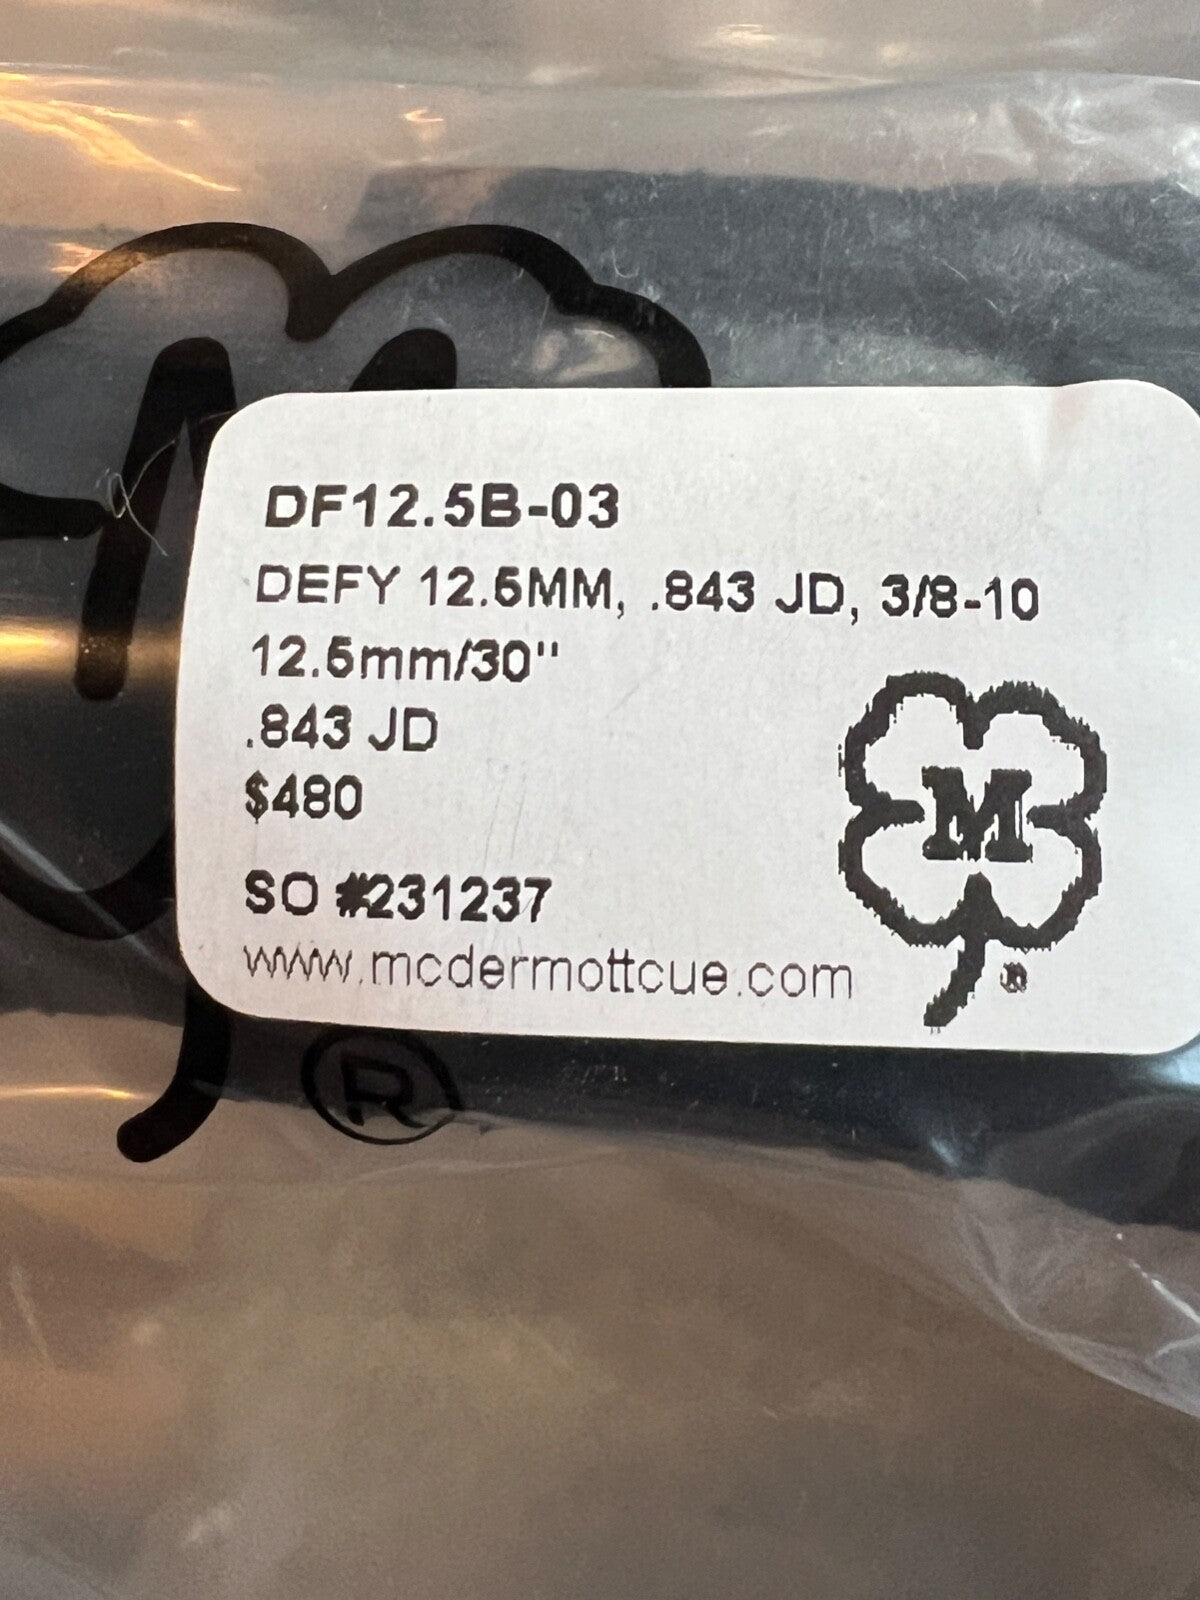 DF12.5B-03
DEFY 12.5MM, .843 JD, 3/8-10
12.5mm/30"
.843 JD
$480
SO #231237
www.mcdermottcue.com
M
®
®